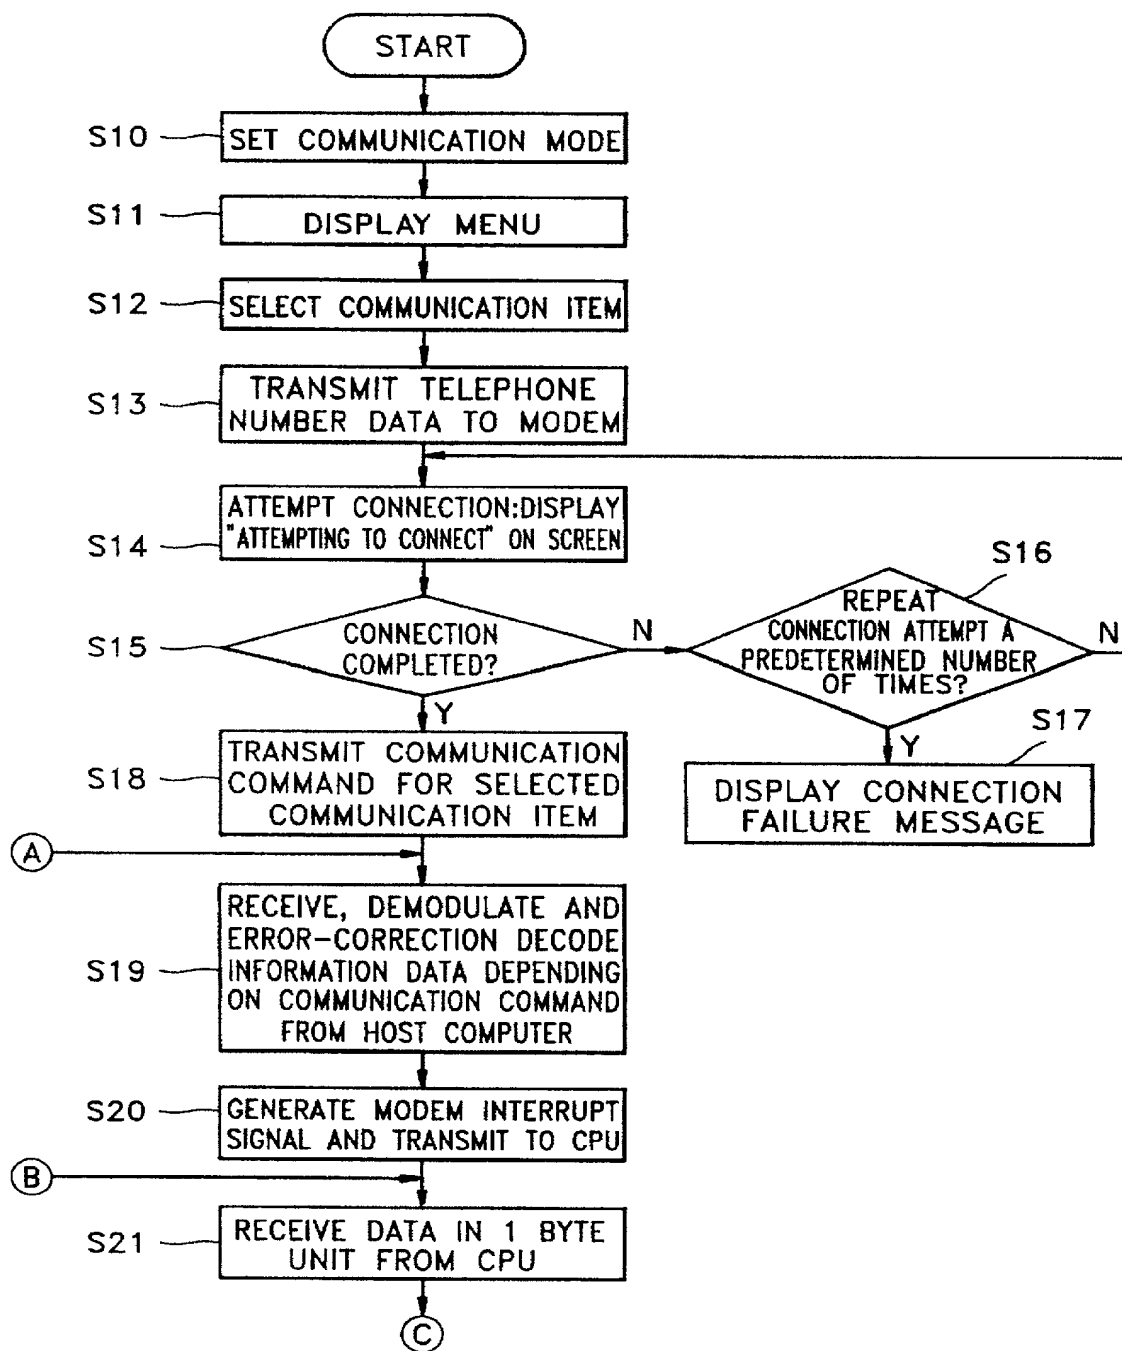 START
S10
SET COMMUNICATION MODE
S11
DISPLAY MENU
S12
SELECT COMMUNICATION ITEM
S13
TRANSMIT TELEPHONE
NUMBER DATA TO MODEM
S14
ATTEMPT CONNECTION:DISPLAY
"ATTEMPTING TO CONNECT" ON SCREEN
S15
CONNECTION
COMPLETED?
N
Y
S16
REPEAT
CONNECTION ATTEMPT A
PREDETERMINED NUMBER
OF TIMES?
N
Y
S17
DISPLAY CONNECTION
FAILURE MESSAGE
S18
TRANSMIT COMMUNICATION
COMMAND FOR SELECTED
COMMUNICATION ITEM
A
S19
RECEIVE, DEMODULATE AND
ERROR-CORRECTION DECODE
INFORMATION DATA DEPENDING
ON COMMUNICATION COMMAND
FROM HOST COMPUTER
S20
GENERATE MODEM INTERRUPT
SIGNAL AND TRANSMIT TO CPU
B
S21
RECEIVE DATA IN 1 BYTE
UNIT FROM CPU
C